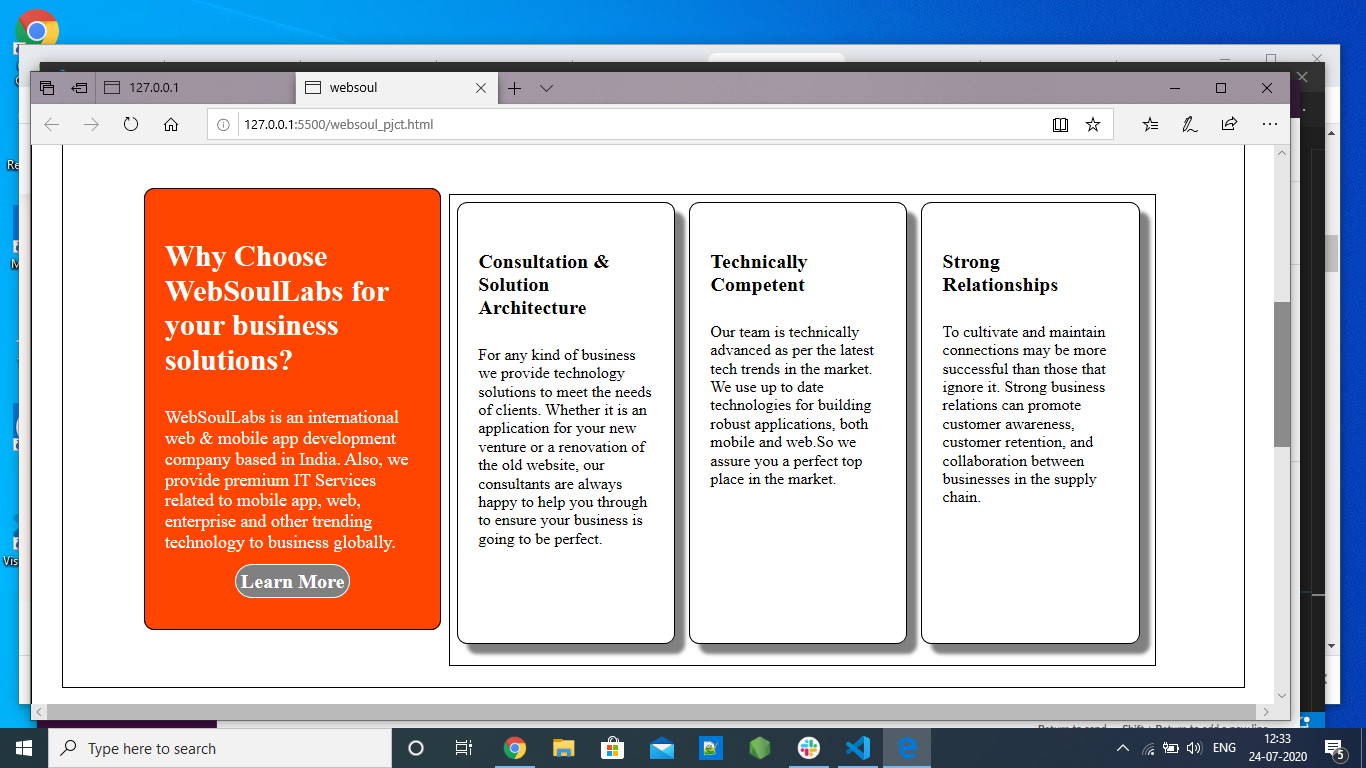 127.0.0.1
websoul
127.0.0.1:5500/websoul_pjct.html
Why Choose
WebSoulLabs for
your business
solutions?
WebSoulLabs is an international
web & mobile app development
company based in India. Also, we
provide premium IT Services
related to mobile app, web,
enterprise and other trending
technology to business globally.
Learn More
Consultation &
Solution
Architecture
For any kind of business
we provide technology
solutions to meet the needs
of clients. Whether it is an
application for your new
venture or a renovation of
the old website, our
consultants are always
happy to help you through
to ensure your business is
going to be perfect.
Technically
Competent
Our team is technically
advanced as per the latest
tech trends in the market.
We use up to date
technologies for building
robust applications, both
mobile and web.So we
assure you a perfect top
place in the market.
Strong
Relationships
To cultivate and maintain
connections may be more
successful than those that
ignore it. Strong business
relations can promote
customer awareness,
customer retention, and
collaboration between
businesses in the supply
chain.
Type here to search
ENG
12:33
24-07-2020
5